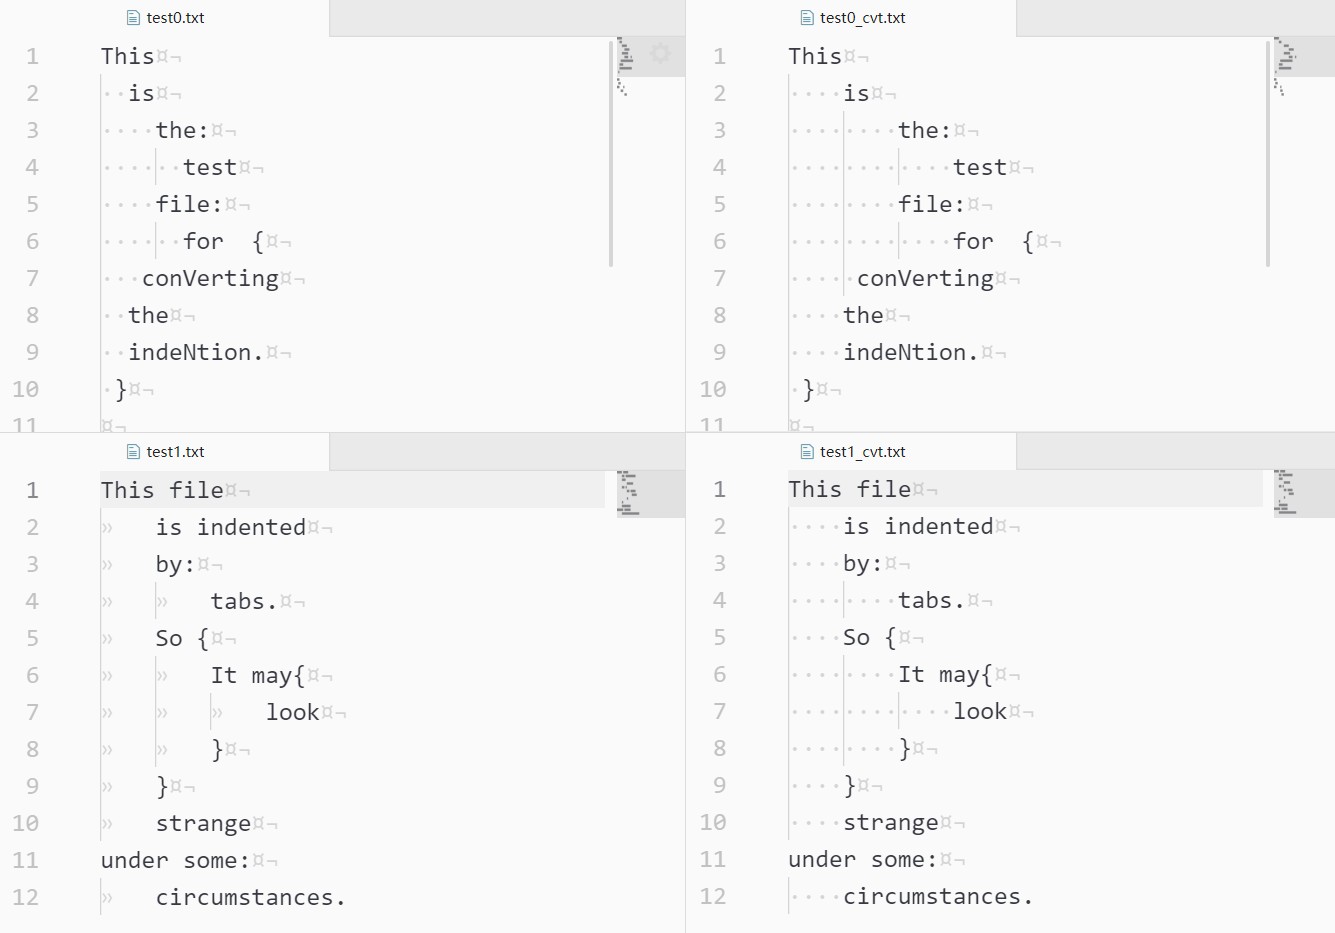 test0.txt
1 This¤¬
2 ··is¤¬
3 ····the:¤¬
4 ······test¤¬
5 ····file:¤¬
6 ······for  {¤¬
7 ···conVerting¤¬
8 ··the¤¬
9 ··indeNtion.¤¬
10 ·}¤¬
11 ¤¬
test0_cvt.txt
1 This¤¬
2 ····is¤¬
3 ········the:¤¬
4 ············test¤¬
5 ········file:¤¬
6 ············for  {¤¬
7 ·····conVerting¤¬
8 ····the¤¬
9 ····indeNtion.¤¬
10 ·}¤¬
11 ¤¬
test1.txt
1 This file¤¬
2 »   is indented¤¬
3 »   by:¤¬
4 »   »   tabs.¤¬
5 »   So {¤¬
6 »   »   It may{¤¬
7 »   »   »   look¤¬
8 »   »   }¤¬
9 »   }¤¬
10 »   strange¤¬
11 under some:¤¬
12 »   circumstances.
test1_cvt.txt
1 This file¤¬
2 ····is indented¤¬
3 ····by:¤¬
4 ········tabs.¤¬
5 ····So {¤¬
6 ········It may{¤¬
7 ············look¤¬
8 ········}¤¬
9 ····}¤¬
10 ····strange¤¬
11 under some:¤¬
12 ····circumstances.